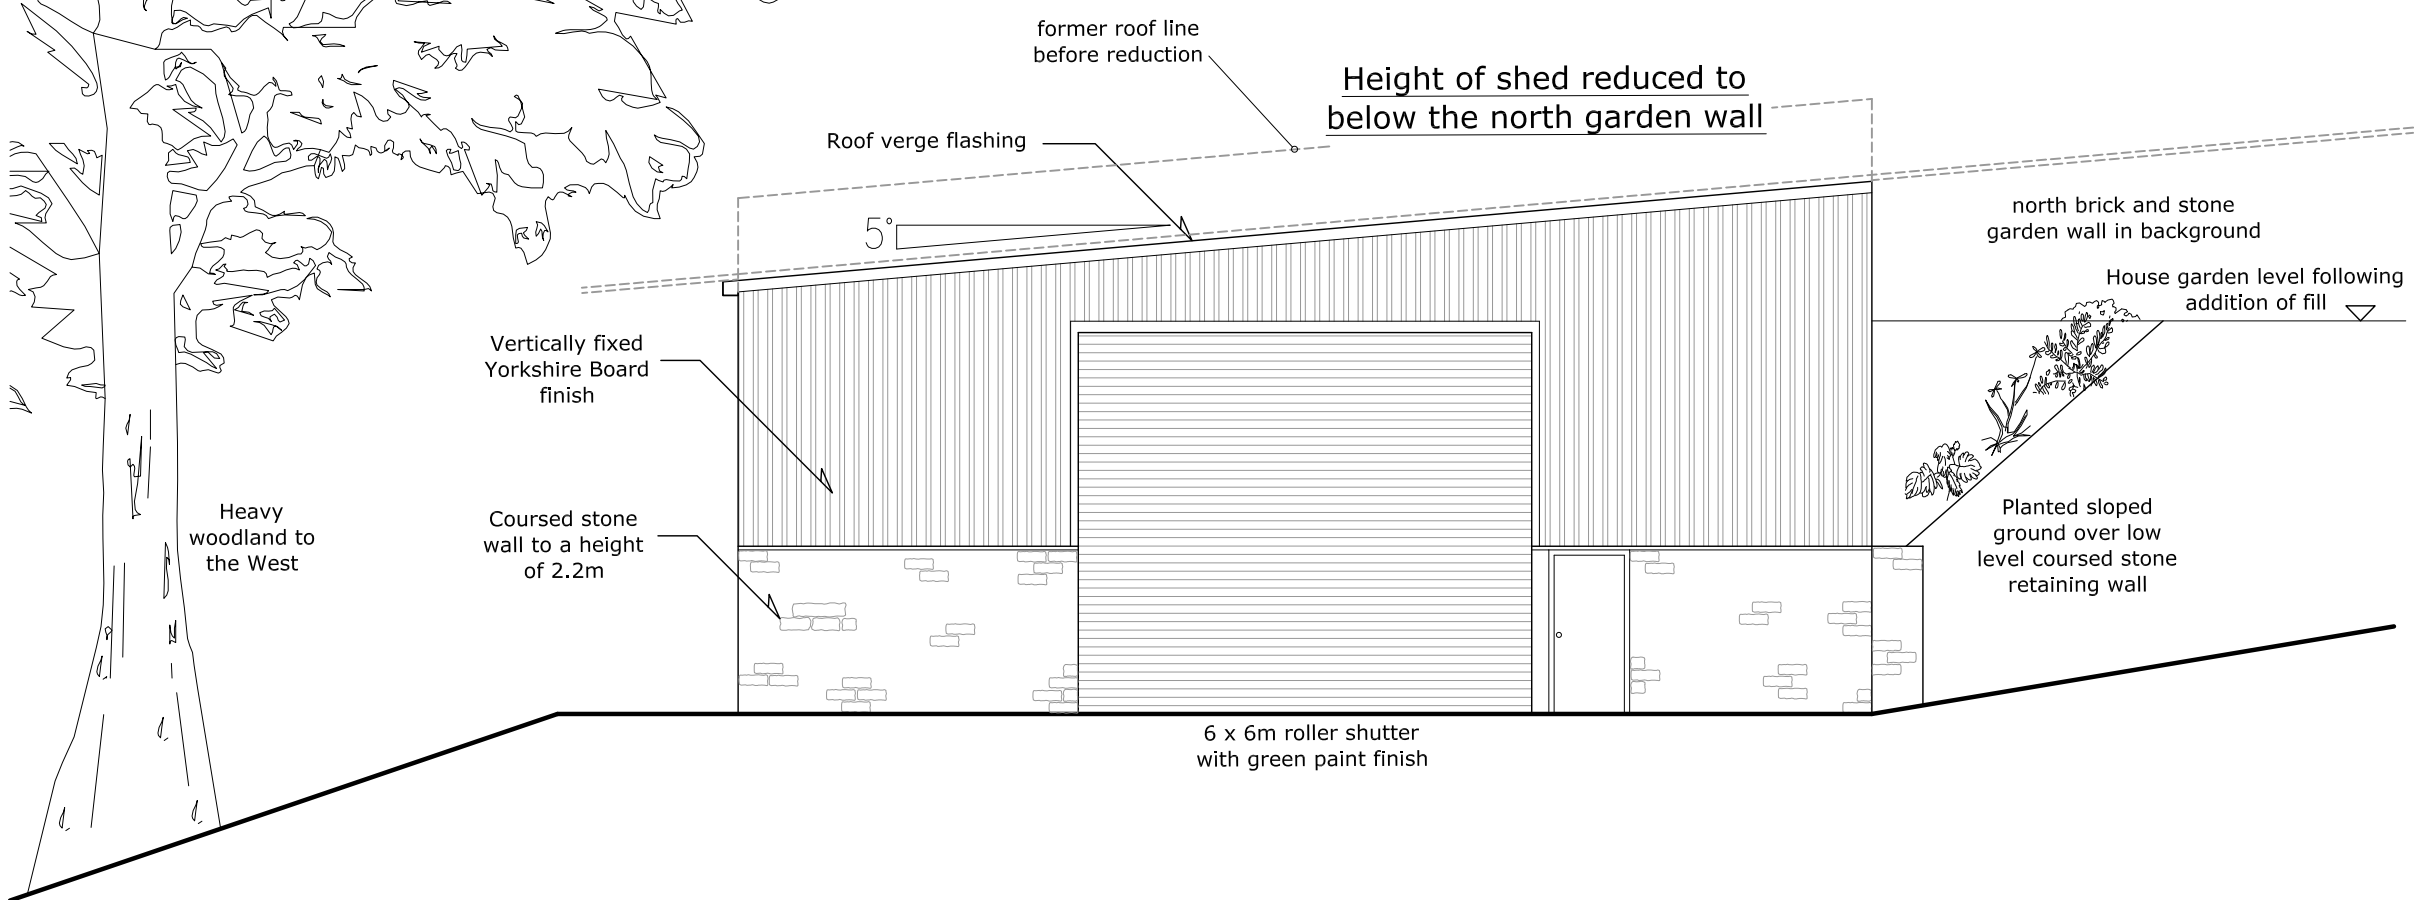 former roof line
before reduction
Height of shed reduced to
below the north garden wall
Roof verge flashing
5°
north brick and stone
garden wall in background
House garden level following
addition of fill
Vertically fixed
Yorkshire Board
finish
Heavy
woodland to
the West
Coursed stone
wall to a height
of 2.2m
Planted sloped
ground over low
level coursed stone
retaining wall
6 x 6m roller shutter
with green paint finish